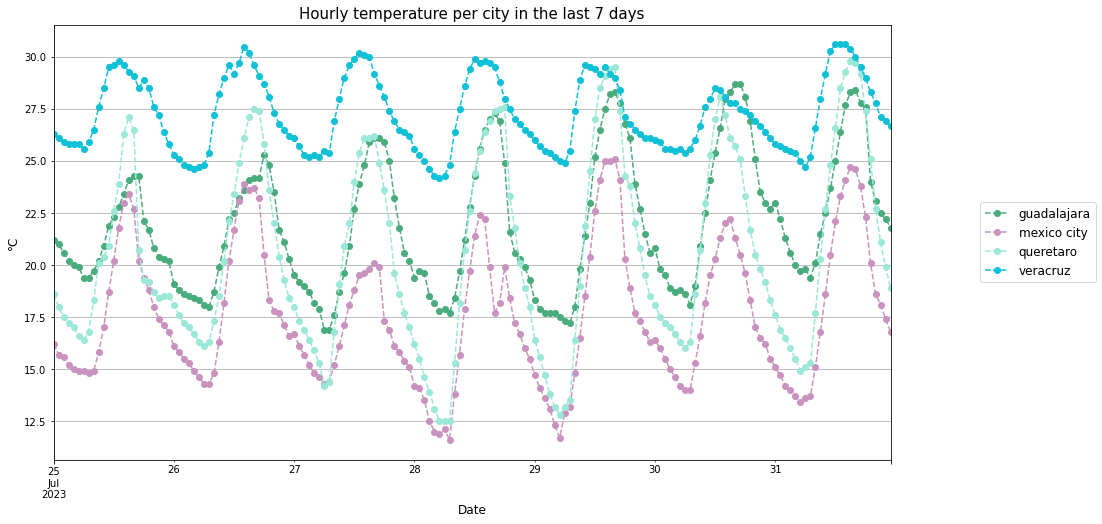 Hourly temperature per city in the last 7 days
30.0
27.5
25.0
22.5
20.0
17.5
15.0
12.5
°C
guadalajara
mexico city
queretaro
veracruz
25 26 27 28 29 30 31
Jul
2023
Date